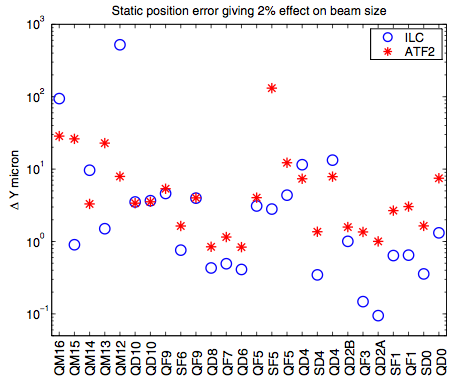 Static position error giving 2% effect on beam size
ILC
ATF2
Δ Y micron
10³
10²
10¹
10⁰
10⁻¹
QM16 QM15 QM14 QM13 QM12 QD10 QD10 QF9 SF6 QF9 QD8 QF7 QD6 QF5 SF5 QF5 QD4 SD4 QD4 QD2B QF3 QD2A SF1 QF1 SD0 QD0